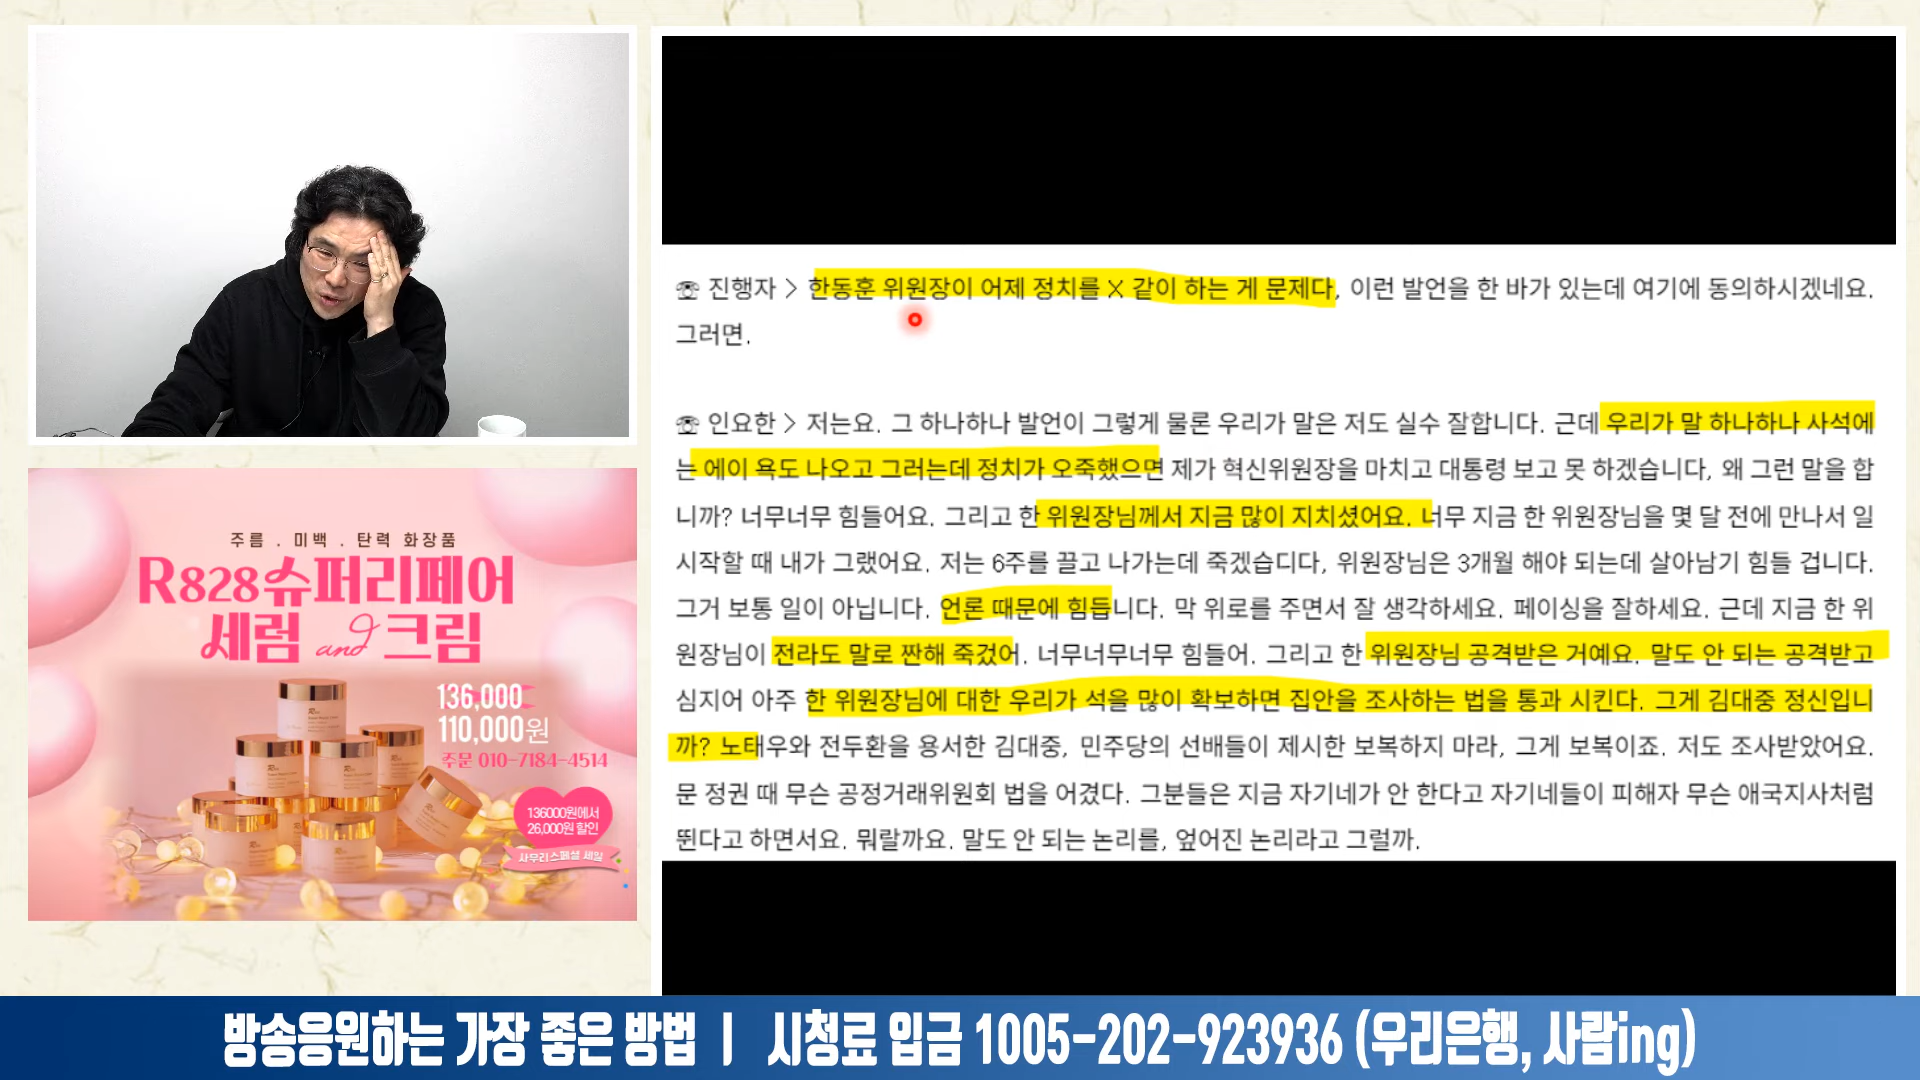 ☎ 진행자 > 한동훈 위원장이 어제 정치를 X 같이 하는 게 문제다, 이런 발언을 한 바가 있는데 여기에 동의하시겠네요.
그러면.
☎ 인요한 > 저는요. 그 하나하나 발언이 그렇게 물론 우리가 말은 저도 실수 잘합니다. 근데 우리가 말 하나하나 사석에
는 에이 욕도 나오고 그러는데 정치가 오죽했으면 제가 혁신위원장을 마치고 대통령 보고 못 하겠습니다, 왜 그런 말을 합
니까? 너무너무 힘들어요. 그리고 한 위원장님께서 지금 많이 지치셨어요. 너무 지금 한 위원장님을 몇 달 전에 만나서 일
시작할 때 내가 그랬어요. 저는 6주를 끌고 나가는데 죽겠습디다, 위원장님은 3개월 해야 되는데 살아남기 힘들 겁니다.
그거 보통 일이 아닙니다. 언론 때문에 힘듭니다. 막 위로를 주면서 잘 생각하세요. 페이싱을 잘하세요. 근데 지금 한 위
원장님이 전라도 말로 짠해 죽겠어. 너무너무너무 힘들어. 그리고 한 위원장님 공격받은 거예요. 말도 안 되는 공격받고
심지어 아주 한 위원장님에 대한 우리가 석을 많이 확보하면 집안을 조사하는 법을 통과 시킨다. 그게 김대중 정신입니
까? 노태우와 전두환을 용서한 김대중, 민주당의 선배들이 제시한 보복하지 마라, 그게 보복이죠. 저도 조사받았어요.
문 정권 때 무슨 공정거래위원회 법을 어겼다. 그분들은 지금 자기네가 안 한다고 자기네들이 피해자 무슨 애국지사처럼
뛴다고 하면서요. 뭐랄까요. 말도 안 되는 논리를, 엎어진 논리라고 그럴까.
주름 . 미백 . 탄력 화장품
R828슈퍼리페어
세럼 and 크림
136,000
110,000원
주문 010-7184-4514
136000원에서
26,000원 할인
사우리스페셜 세일
방송응원하는 가장 좋은 방법 | 시청료 입금 1005-202-923936 (우리은행, 사람ing)